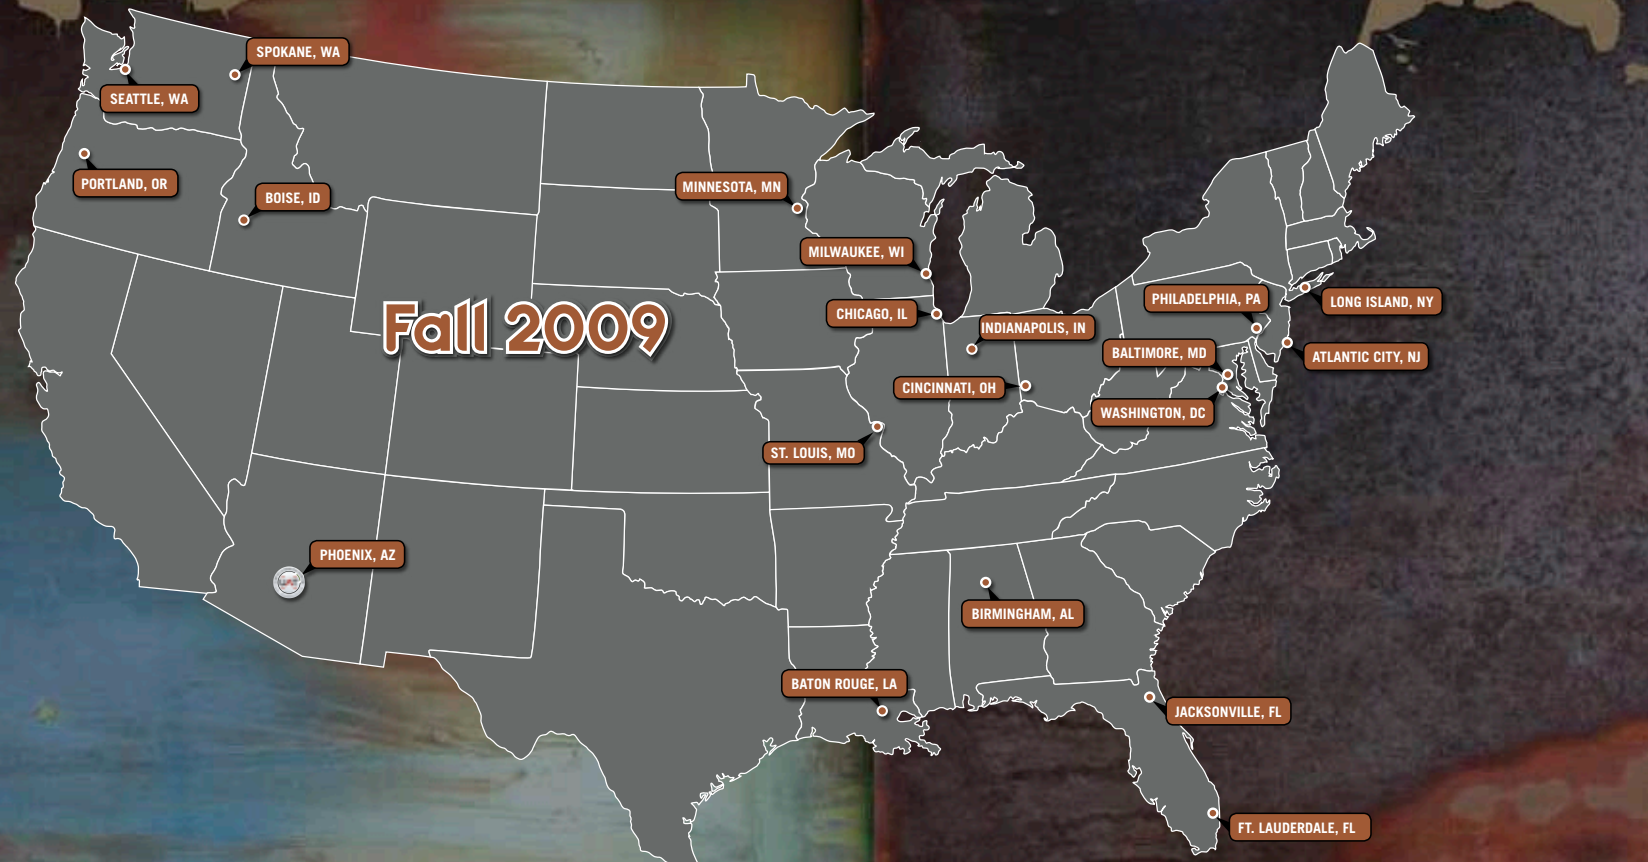 SPOKANE, WA
SEATTLE, WA
PORTLAND, OR
BOISE, ID
MINNESOTA, MN
MILWAUKEE, WI
CHICAGO, IL
INDIANAPOLIS, IN
PHILADELPHIA, PA
LONG ISLAND, NY
Fall 2009
BALTIMORE, MD
ATLANTIC CITY, NJ
CINCINNATI, OH
WASHINGTON, DC
ST. LOUIS, MO
PHOENIX, AZ
BIRMINGHAM, AL
BATON ROUGE, LA
JACKSONVILLE, FL
FT. LAUDERDALE, FL